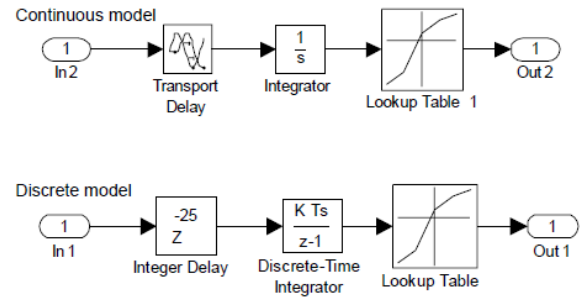 Continuous model
1
In2
Transport
Delay
1
s
Integrator
Lookup Table 1
1
Out2
Discrete model
1
In1
-25
Z
Integer Delay
K Ts
z-1
Discrete-Time
Integrator
Lookup Table
1
Out1